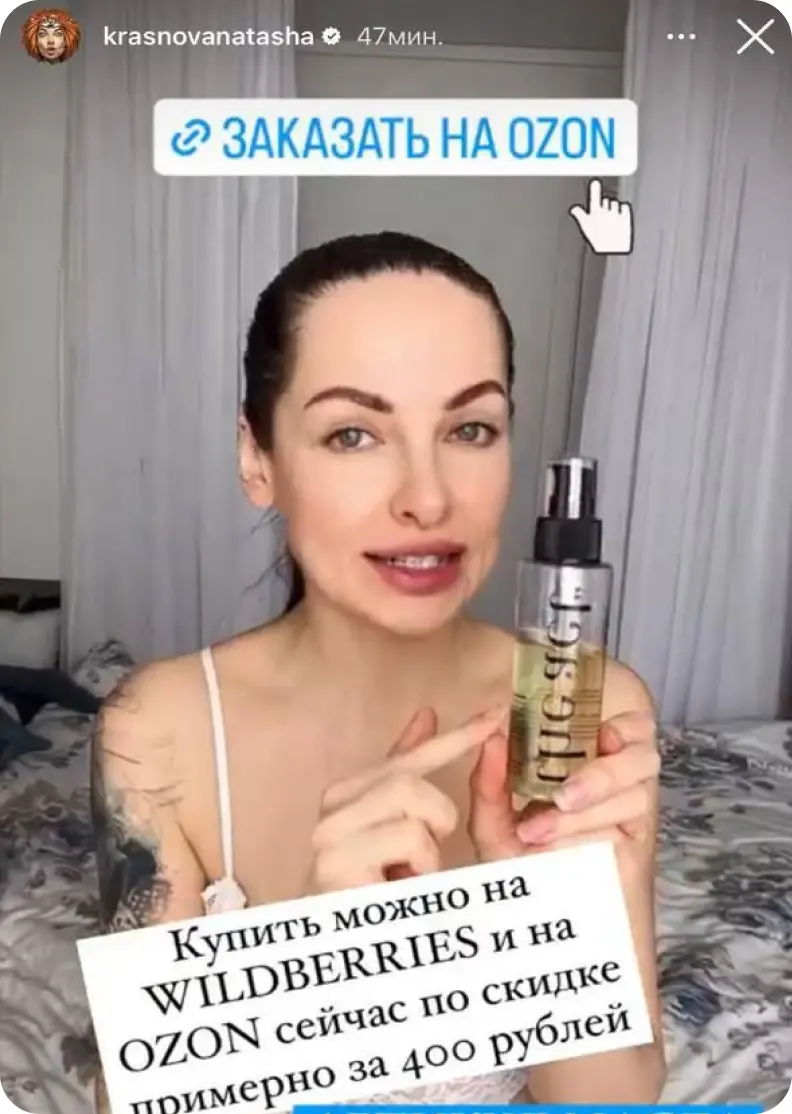 krasnovanatasha 47мин.
ЗАКАЗАТЬ НА OZON
Купить можно на
WILDBERRIES и на
OZON сейчас по скидке
примерно за 400 рублей